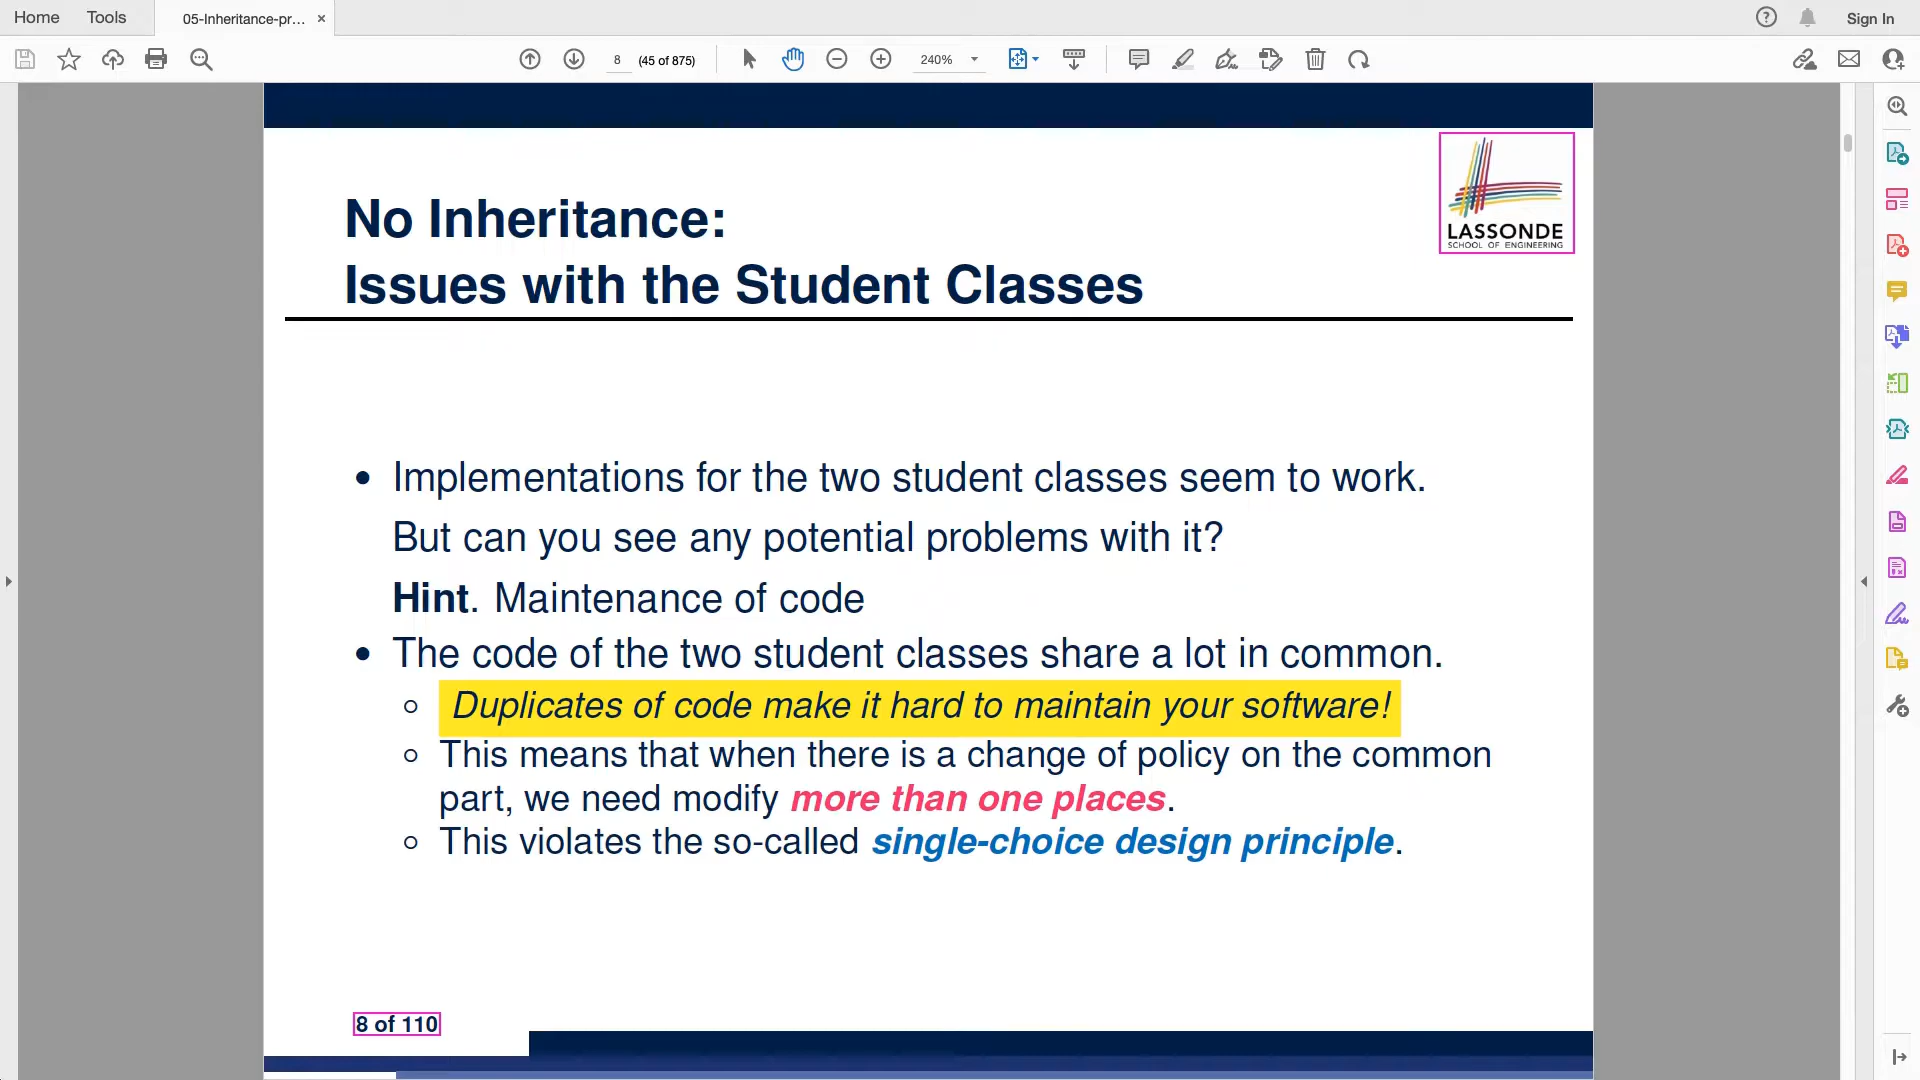 Home Tools 05-Inheritance-pr... × Sign In
8 (45 of 875) 240%
LASSONDE
SCHOOL OF ENGINEERING
No Inheritance:
Issues with the Student Classes
• Implementations for the two student classes seem to work.
But can you see any potential problems with it?
Hint. Maintenance of code
• The code of the two student classes share a lot in common.
○ Duplicates of code make it hard to maintain your software!
○ This means that when there is a change of policy on the common
part, we need modify more than one places.
○ This violates the so-called single-choice design principle.
8 of 110